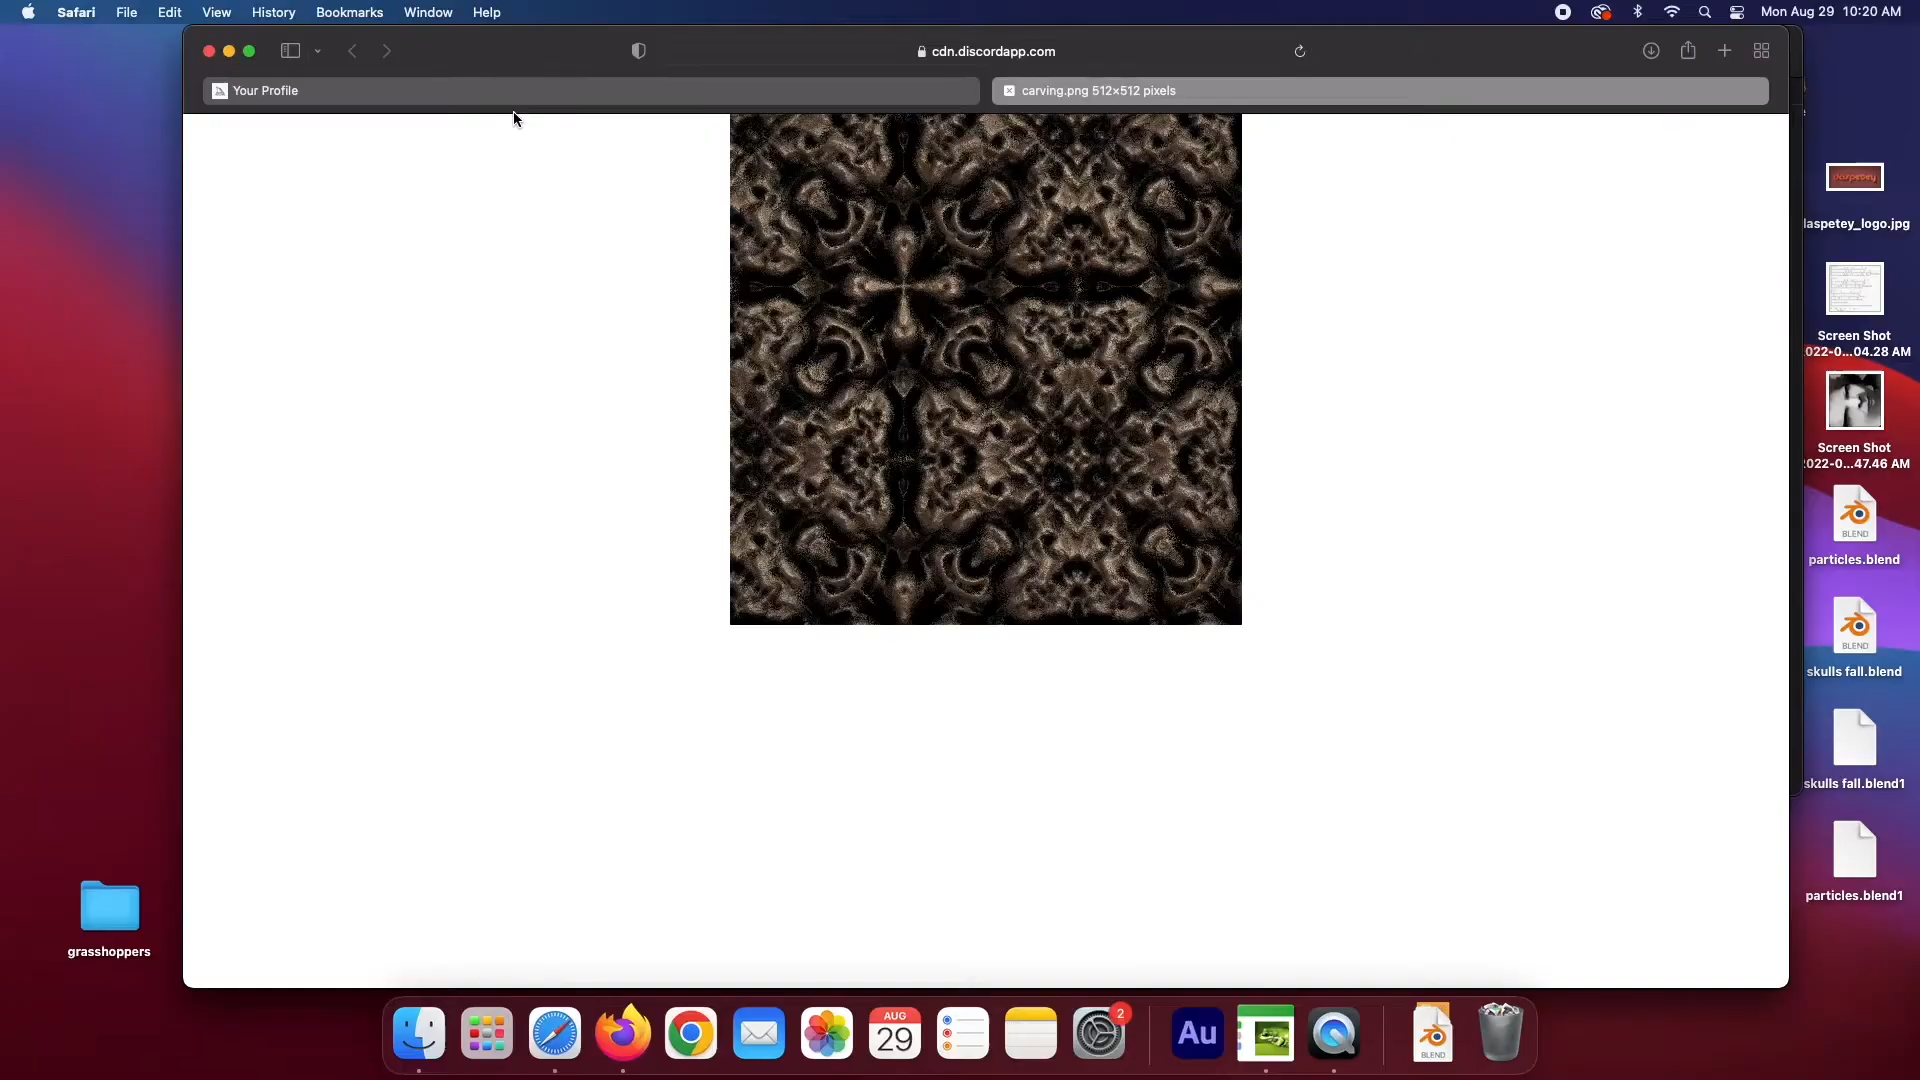 Safari File Edit View History Bookmarks Window Help Mon Aug 29 10:20 AM
cdn.discordapp.com
Your Profile
carving.png 512×512 pixels
laspetey_logo.jpg
Screen Shot
022-0...04.28 AM
Screen Shot
022-0...47.46 AM
BLEND
particles.blend
BLEND
skulls fall.blend
skulls fall.blend1
particles.blend1
grasshoppers
AUG
29
2
Au
BLEND